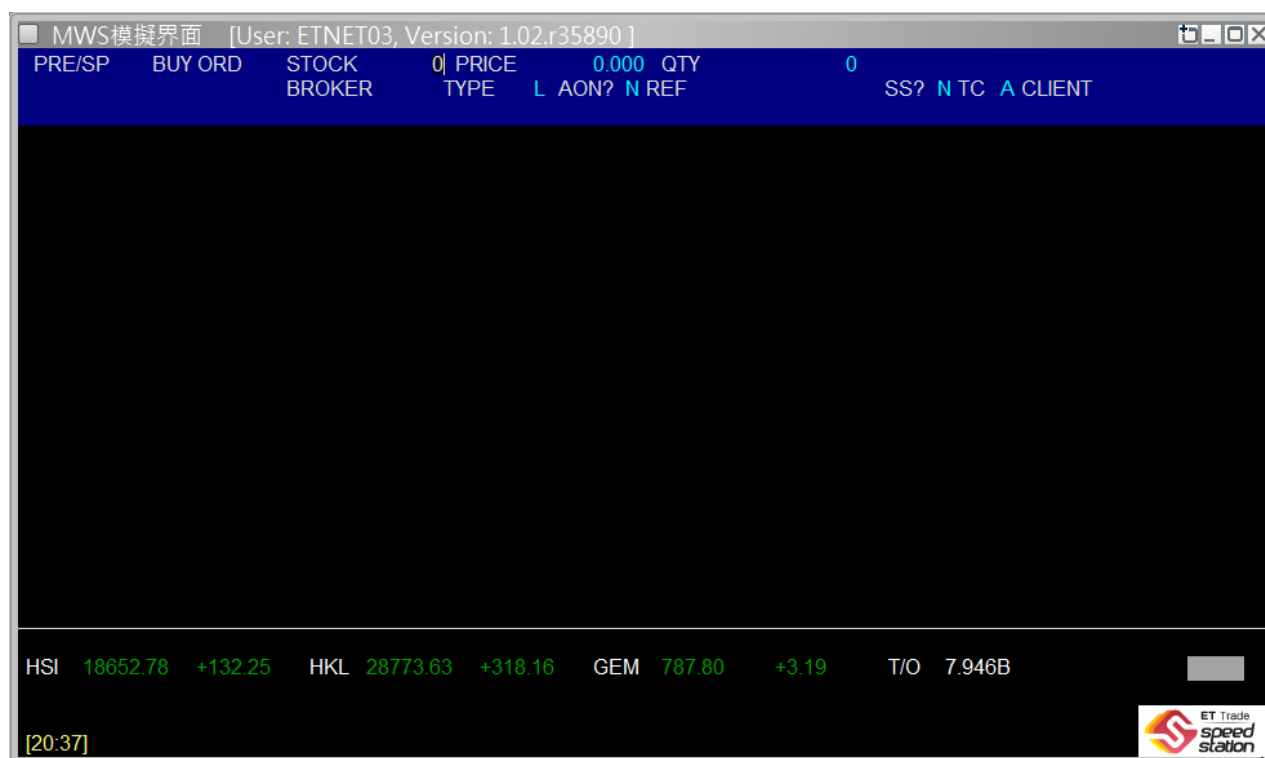 MWS模擬界面 [User: ETNET03, Version: 1.02.r35890 ]
PRE/SP BUY ORD STOCK 0 PRICE 0.000 QTY 0
BROKER TYPE L AON? N REF SS? N TC A CLIENT
HSI 18652.78 +132.25 HKL 28773.63 +318.16 GEM 787.80 +3.19 T/O 7.946B
[20:37]
ET Trade
speed
station